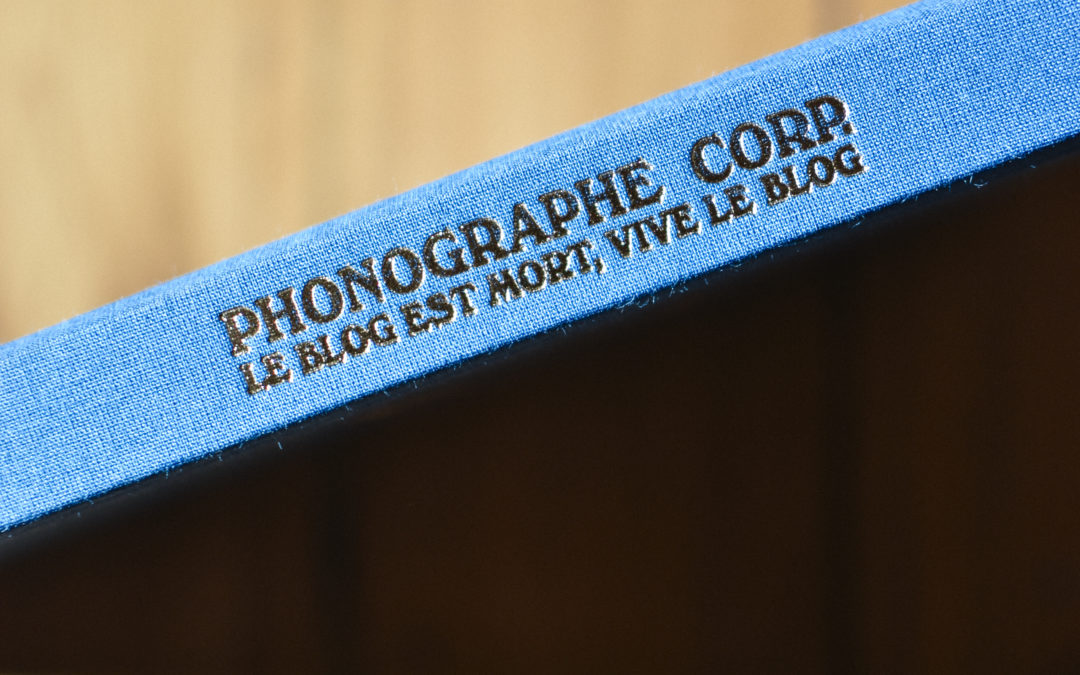 PHONOGRAPHE CORP.
LE BLOG EST MORT, VIVE LE BLOG